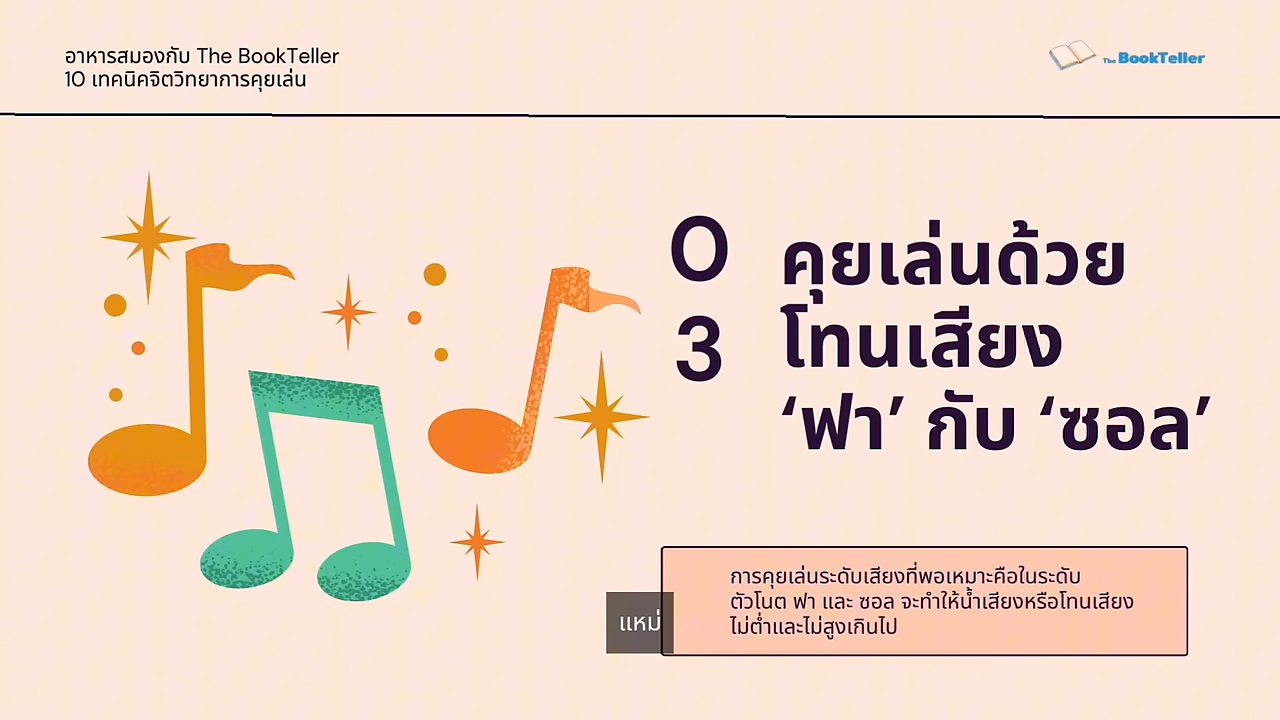 อาหารสมองกับ The BookTeller
10 เทคนิคจิตวิทยาการคุยเล่น
The BookTeller
03
คุยเล่นด้วย
โทนเสียง
‘ฟา’ กับ ‘ซอล’
การคุยเล่นระดับเสียงที่พอเหมาะคือในระดับ
ตัวโนต ฟา และ ซอล จะทำให้น้ำเสียงหรือโทนเสียง
ไม่ต่ำและไม่สูงเกินไป
แหม่